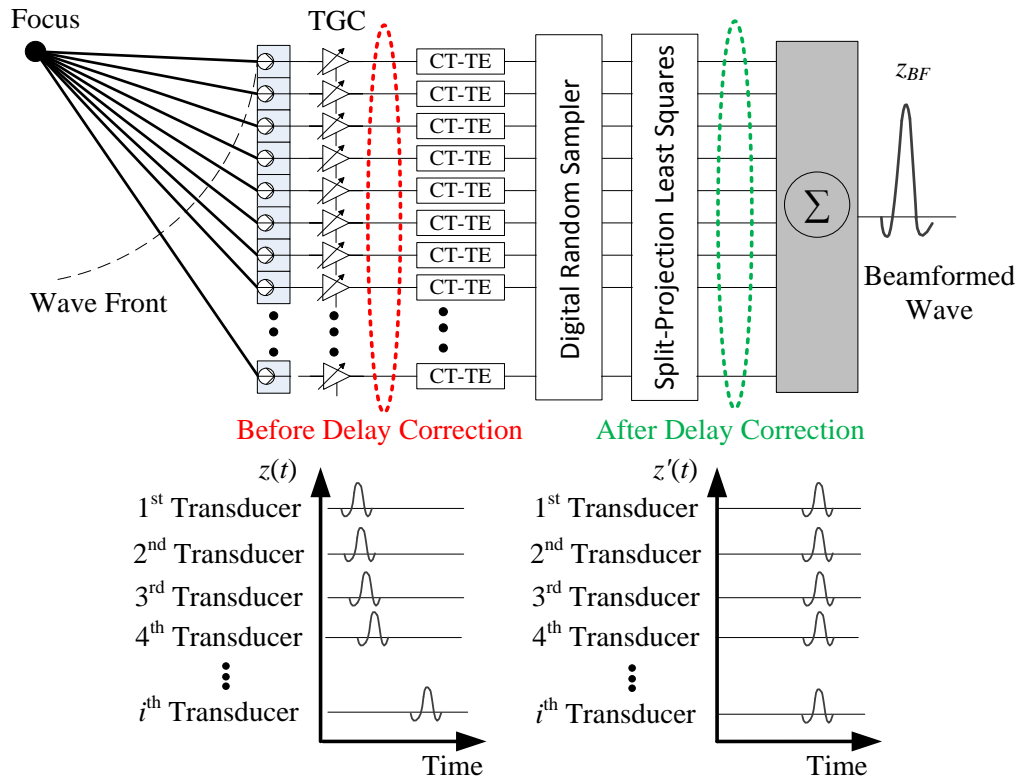 Focus
TGC
CT-TE
CT-TE
CT-TE
CT-TE
CT-TE
CT-TE
CT-TE
CT-TE
CT-TE
Digital Random Sampler
Split-Projection Least Squares
Σ
z_BF
Wave Front
Beamformed
Wave
Before Delay Correction
After Delay Correction
z(t)
1st Transducer
2nd Transducer
3rd Transducer
4th Transducer
ith Transducer
Time
z'(t)
1st Transducer
2nd Transducer
3rd Transducer
4th Transducer
ith Transducer
Time